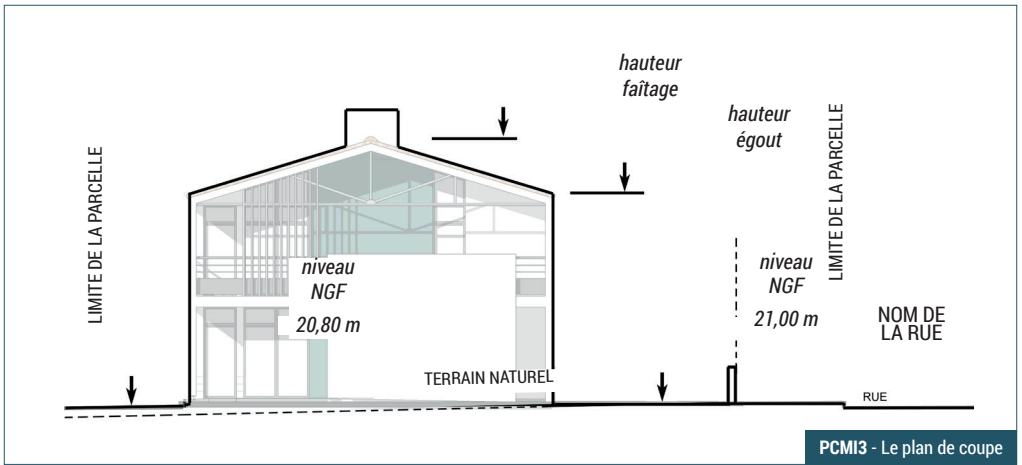 hauteur
faîtage
hauteur
égout
LIMITE DE LA PARCELLE
LIMITE DE LA PARCELLE
niveau
NGF
20,80 m
niveau
NGF
21,00 m
NOM DE
LA RUE
TERRAIN NATUREL
RUE
PCMI3 - Le plan de coupe